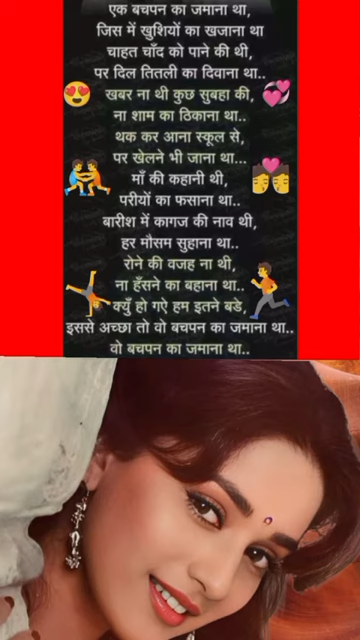 एक बचपन का जमाना था,
जिस में खुशियों का खजाना था
चाहत चाँद को पाने की थी,
पर दिल तितली का दिवाना था..
खबर ना थी कुछ सुबहा की,
ना शाम का ठिकाना था..
थक कर आना स्कूल से,
पर खेलने भी जाना था...
माँ की कहानी थी,
परीयों का फसाना था..
बारीश में कागज की नाव थी,
हर मौसम सुहाना था..
रोने की वजह ना थी,
ना हँसने का बहाना था..
क्युँ हो गऐ हम इतने बडे,
इससे अच्छा तो वो बचपन का जमाना था..
वो बचपन का जमाना था..